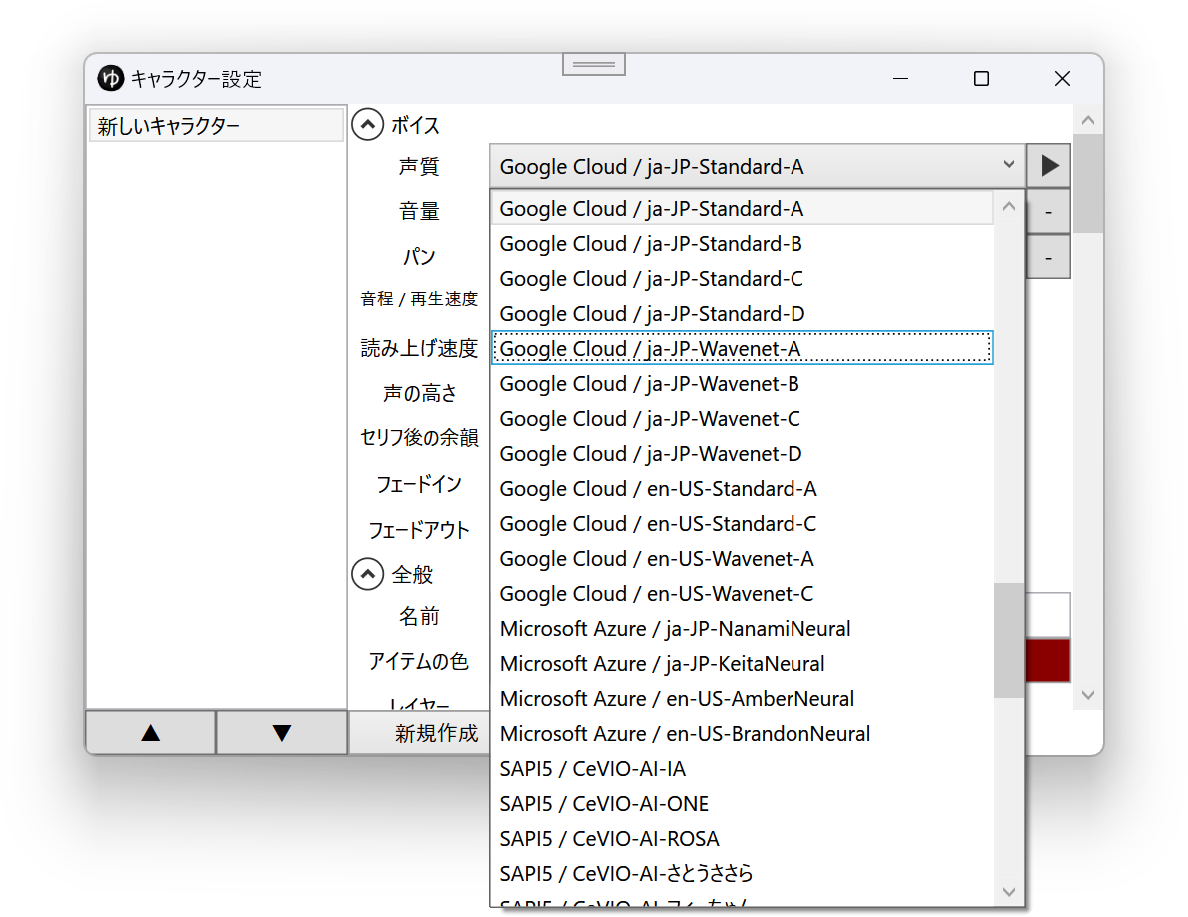 ゆ キャラクター設定
新しいキャラクター
ボイス
声質
Google Cloud / ja-JP-Standard-A
音量
パン
音程 / 再生速度
読み上げ速度
声の高さ
セリフ後の余韻
フェードイン
フェードアウト
全般
名前
アイテムの色
レイヤー
▲
▼
新規作成
Google Cloud / ja-JP-Standard-A
Google Cloud / ja-JP-Standard-B
Google Cloud / ja-JP-Standard-C
Google Cloud / ja-JP-Standard-D
Google Cloud / ja-JP-Wavenet-A
Google Cloud / ja-JP-Wavenet-B
Google Cloud / ja-JP-Wavenet-C
Google Cloud / ja-JP-Wavenet-D
Google Cloud / en-US-Standard-A
Google Cloud / en-US-Standard-C
Google Cloud / en-US-Wavenet-A
Google Cloud / en-US-Wavenet-C
Microsoft Azure / ja-JP-NanamiNeural
Microsoft Azure / ja-JP-KeitaNeural
Microsoft Azure / en-US-AmberNeural
Microsoft Azure / en-US-BrandonNeural
SAPI5 / CeVIO-AI-IA
SAPI5 / CeVIO-AI-ONE
SAPI5 / CeVIO-AI-ROSA
SAPI5 / CeVIO-AI-さとうささら
-
-